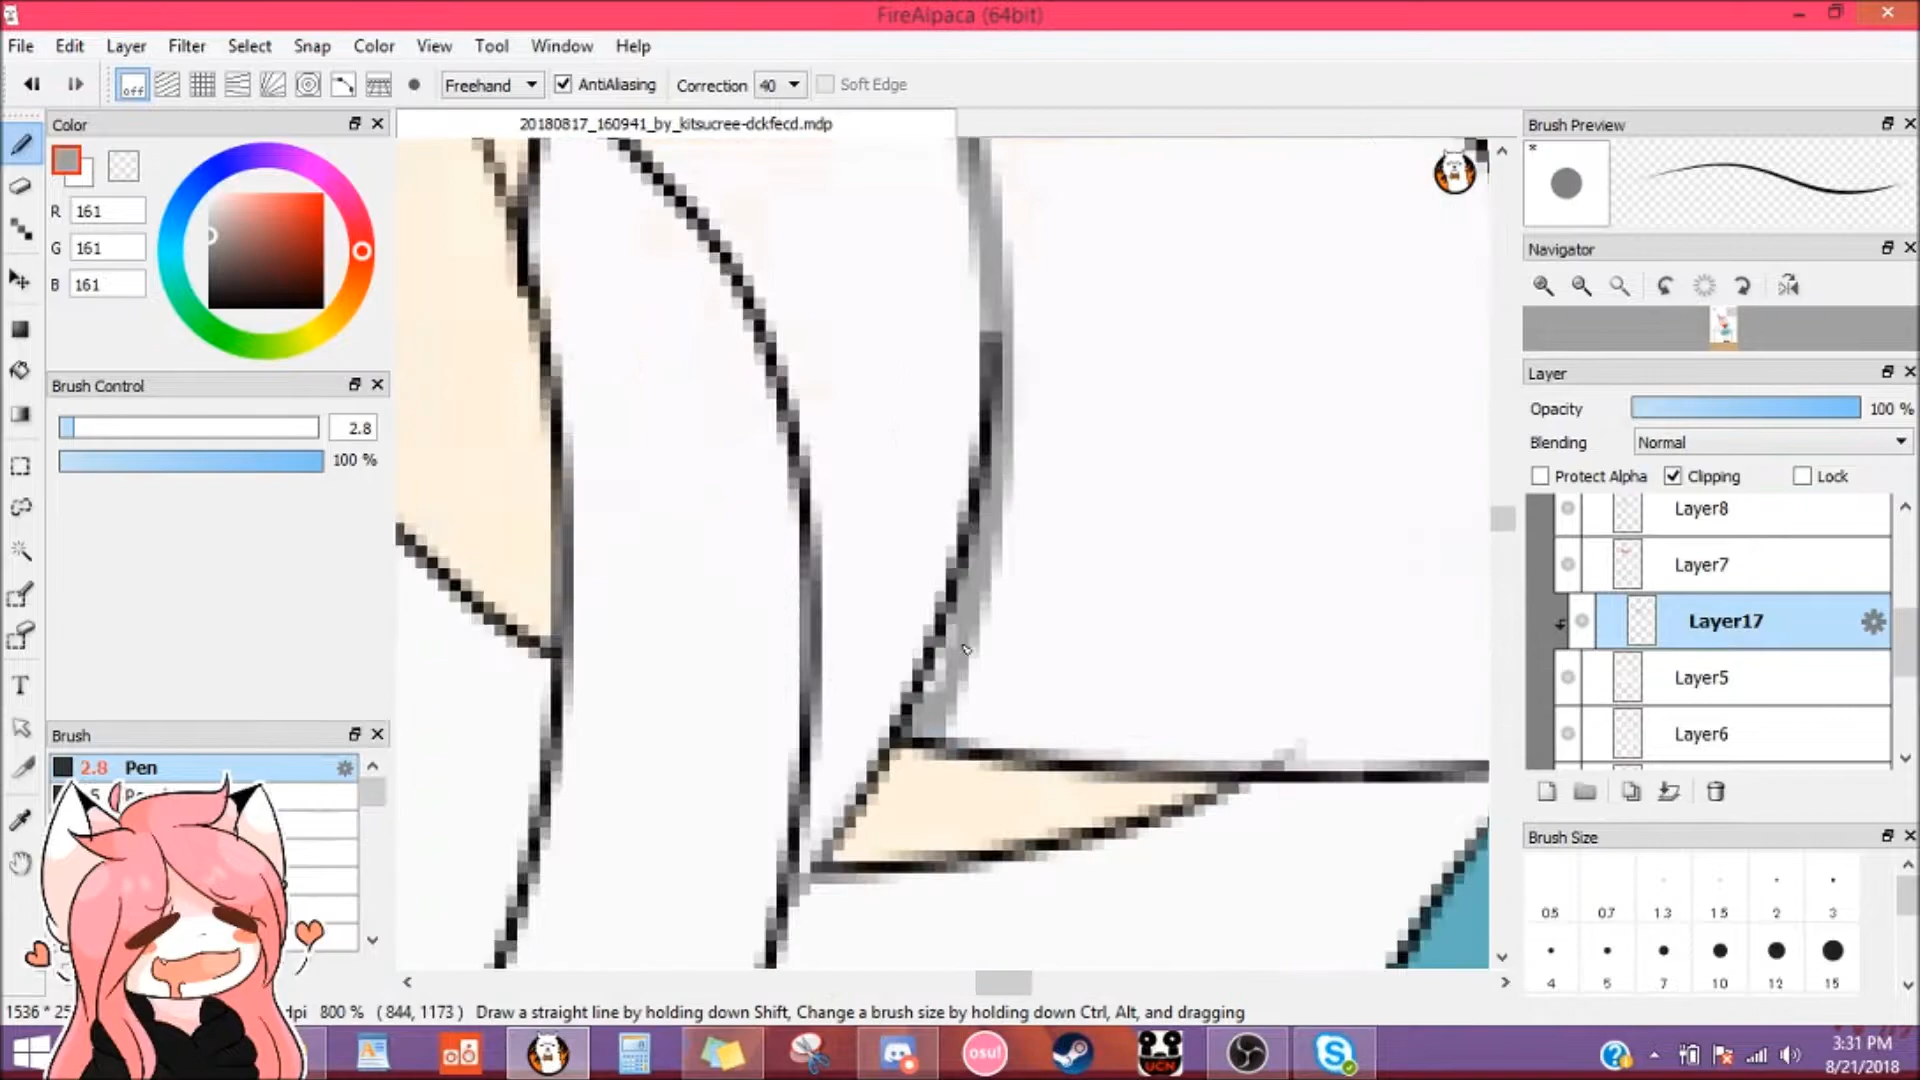 FireAlpaca (64bit)
File Edit Layer Filter Select Snap Color View Tool Window Help
off Freehand AntiAliasing Correction 40 Soft Edge
Color
20180817_160941_by_kitsucree-dckfecd.mdp
Brush Preview
R 161
G 161
B 161
Navigator
Layer
Brush Control
Opacity 100 %
2.8
Blending Normal
100 %
Protect Alpha Clipping Lock
Layer8
Layer7
Layer17
Layer5
Layer6
Brush
2.8 Pen
Brush Size
0.5 0.7 1.3 1.5 2 3
4 5 7 10 12 15
T
1536 * 25 dpi 800 % ( 844, 1173 ) Draw a straight line by holding down Shift, Change a brush size by holding down Ctrl, Alt, and dragging
osu!
UCN
3:31 PM
8/21/2018